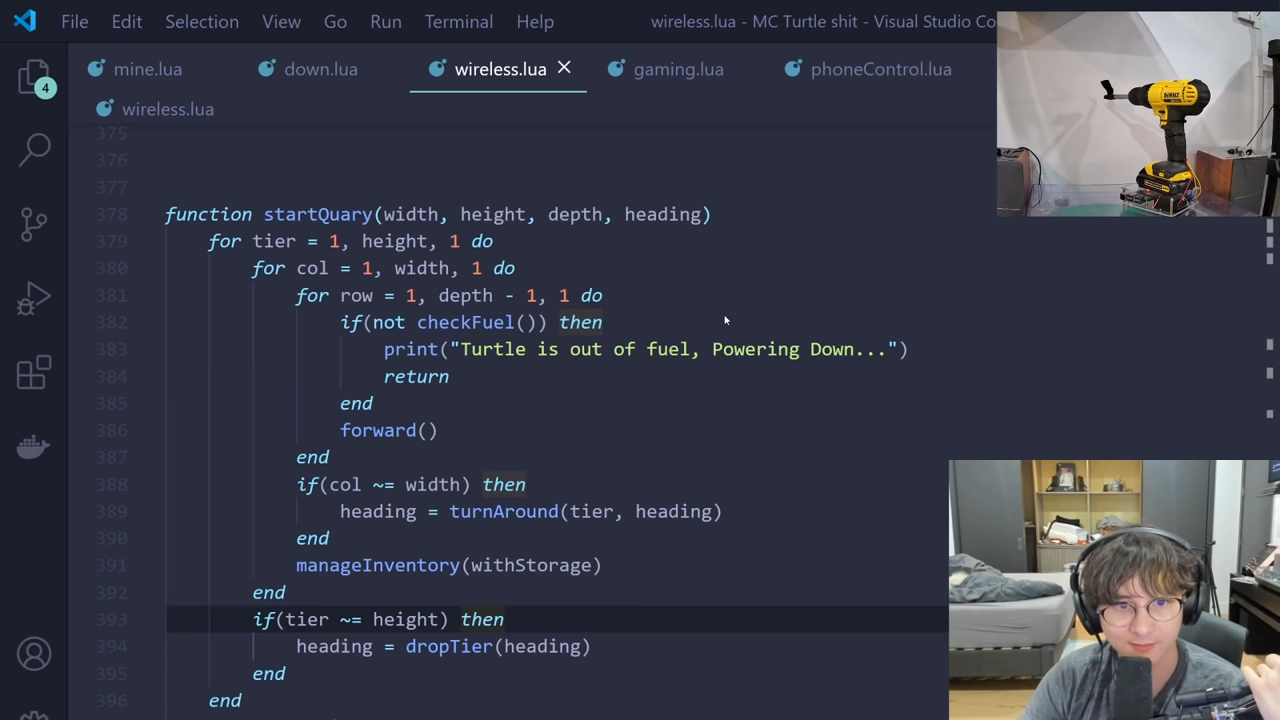 File Edit Selection View Go Run Terminal Help wireless.lua - MC Turtle shit - Visual Studio Co
mine.lua down.lua wireless.lua gaming.lua phoneControl.lua
4
wireless.lua
375
376
377
378 function startQuary(width, height, depth, heading)
379 for tier = 1, height, 1 do
380 for col = 1, width, 1 do
381 for row = 1, depth - 1, 1 do
382 if(not checkFuel()) then
383 print("Turtle is out of fuel, Powering Down...")
384 return
385 end
386 forward()
387 end
388 if(col ~= width) then
389 heading = turnAround(tier, heading)
390 end
391 manageInventory(withStorage)
392 end
393 if(tier ~= height) then
394 heading = dropTier(heading)
395 end
396 end
DEWALT